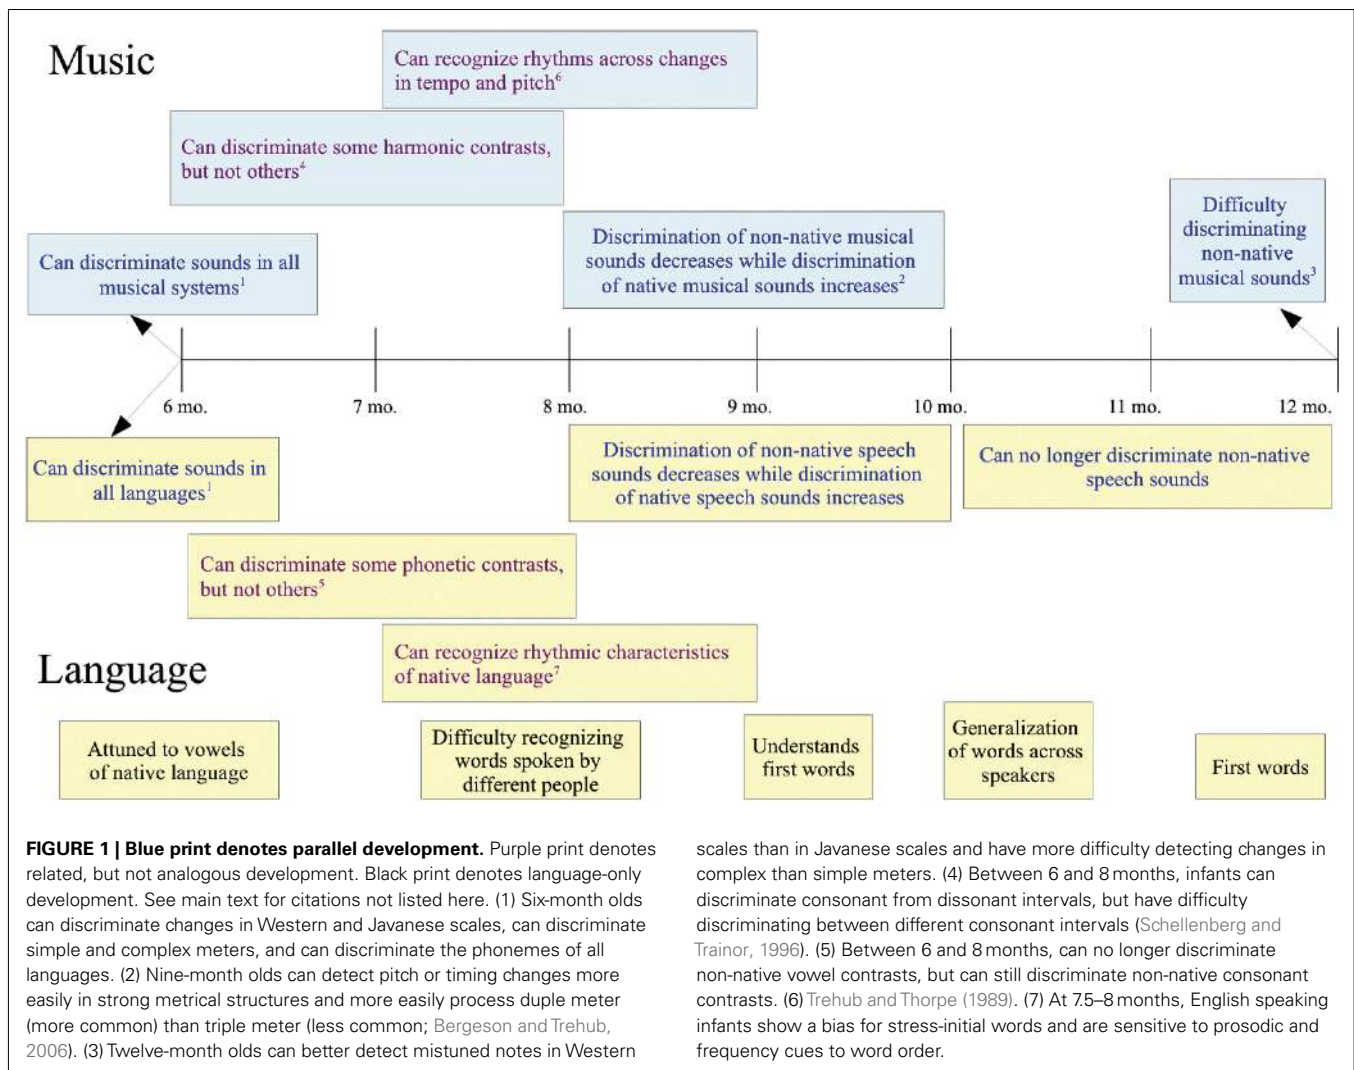 Music
Can recognize rhythms across changes
in tempo and pitch6
Can discriminate some harmonic contrasts,
but not others4
Difficulty
discriminating
non-native
musical sounds3
Discrimination of non-native musical
sounds decreases while discrimination
of native musical sounds increases2
Can discriminate sounds in all
musical systems1
6 mo.
7 mo.
8 mo.
9 mo.
10 mo.
11 mo.
12 mo.
Can discriminate sounds in
all languages1
Discrimination of non-native speech
sounds decreases while discrimination
of native speech sounds increases
Can no longer discriminate non-native
speech sounds
Can discriminate some phonetic contrasts,
but not others5
Language
Can recognize rhythmic characteristics
of native language7
Attuned to vowels
of native language
Difficulty recognizing
words spoken by
different people
Understands
first words
Generalization
of words across
speakers
First words
FIGURE 1 | Blue print denotes parallel development. Purple print denotes
related, but not analogous development. Black print denotes language-only
development. See main text for citations not listed here. (1) Six-month olds
can discriminate changes in Western and Javanese scales, can discriminate
simple and complex meters, and can discriminate the phonemes of all
languages. (2) Nine-month olds can detect pitch or timing changes more
easily in strong metrical structures and more easily process duple meter
(more common) than triple meter (less common; Bergeson and Trehub,
2006). (3) Twelve-month olds can better detect mistuned notes in Western
scales than in Javanese scales and have more difficulty detecting changes in
complex than simple meters. (4) Between 6 and 8 months, infants can
discriminate consonant from dissonant intervals, but have difficulty
discriminating between different consonant intervals (Schellenberg and
Trainor, 1996). (5) Between 6 and 8 months, can no longer discriminate
non-native vowel contrasts, but can still discriminate non-native consonant
contrasts. (6) Trehub and Thorpe (1989). (7) At 7.5–8 months, English speaking
infants show a bias for stress-initial words and are sensitive to prosodic and
frequency cues to word order.